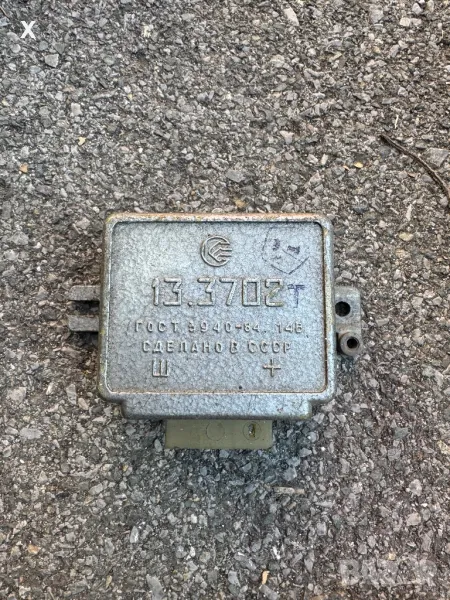 13.3702т
ГОСТ 3940-84 14В
СДЕЛАНО В СССР
Ш +